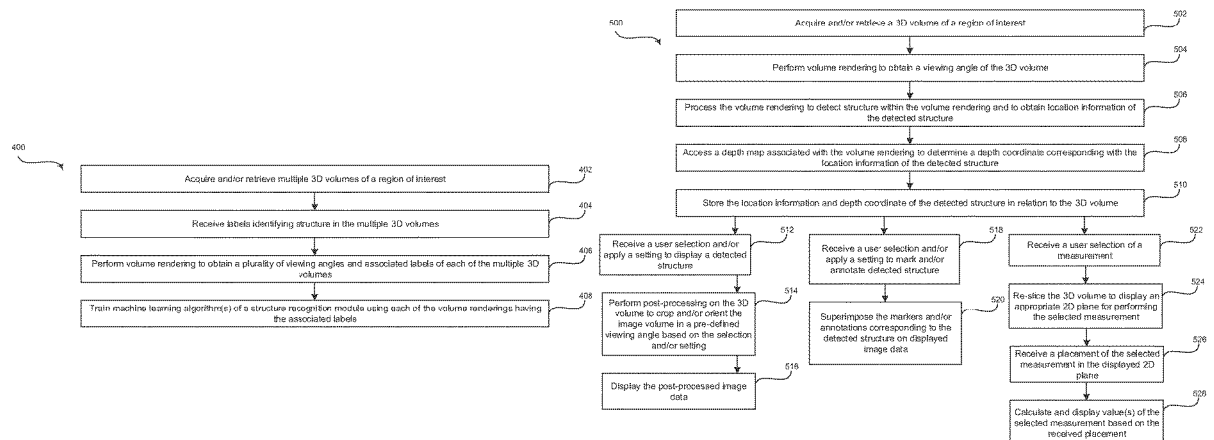 400
Acquire and/or retrieve multiple 3D volumes of a region of interest
402
Receive labels identifying structure in the multiple 3D volumes
404
Perform volume rendering to obtain a plurality of viewing angles and associated labels of each of the multiple 3D
volumes
406
Train machine learning algorithm(s) of a structure recognition module using each of the volume renderings having
the associated labels
408
500
Acquire and/or retrieve a 3D volume of a region of interest
502
Perform volume rendering to obtain a viewing angle of the 3D volume
504
Process the volume rendering to detect structure within the volume rendering and to obtain location information of
the detected structure
506
Access a depth map associated with the volume rendering to determine a depth coordinate corresponding with the
location information of the detected structure
508
Store the location information and depth coordinate of the detected structure in relation to the 3D volume
510
Receive a user selection and/or
apply a setting to display a detected
structure
512
Perform post-processing on the 3D
volume to crop and/or orient the
image volume in a pre-defined
viewing angle based on the selection
and/or setting
514
Display the post-processed image
data
516
Receive a user selection and/or
apply a setting to mark and/or
annotate detected structure
518
Superimpose the markers and/or
annotations corresponding to the
detected structure on displayed
image data
520
Receive a user selection of a
measurement
522
Re-slice the 3D volume to display an
appropriate 2D plane for performing
the selected measurement
524
Receive a placement of the selected
measurement in the displayed 2D
plane
526
Calculate and display value(s) of the
selected measurement based on the
received placement
528